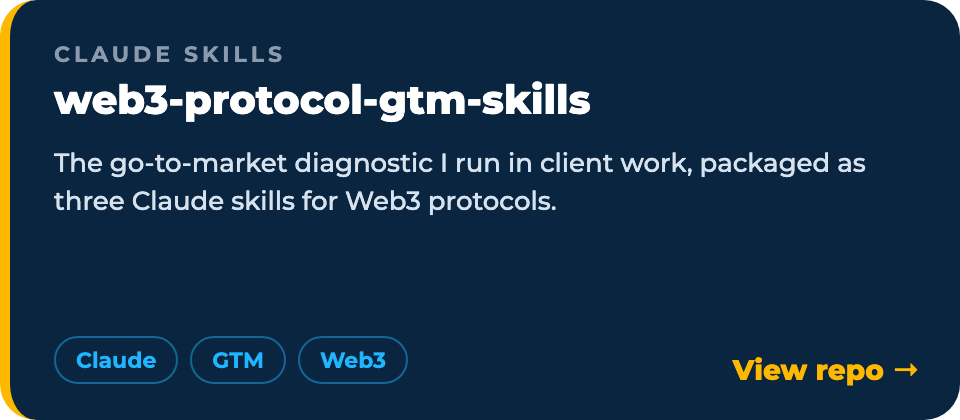 CLAUDE SKILLS
web3-protocol-gtm-skills
The go-to-market diagnostic I run in client work, packaged as
three Claude skills for Web3 protocols.
Claude GTM Web3
View repo →